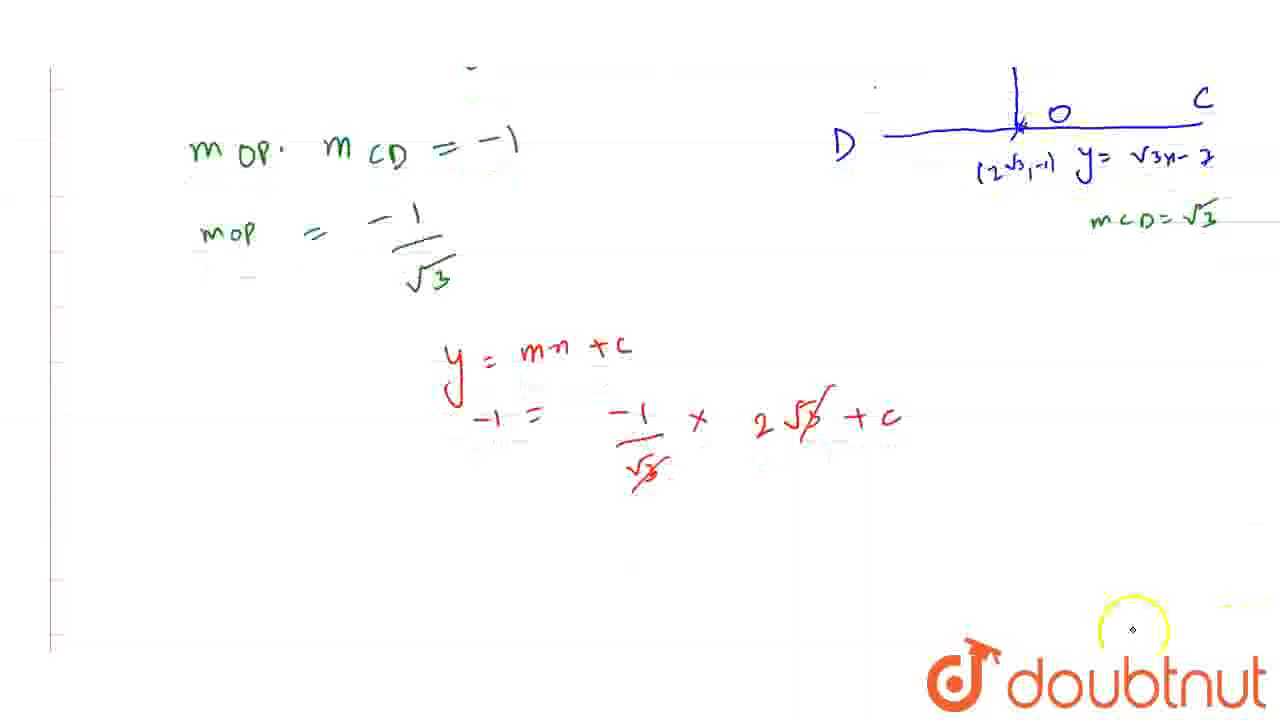 m OP . m CD = -1
m OP = -1/√3
D
O
C
(2√3, -1) y = √3x - 7
m CD = √3
y = mx + c
-1 = -1/√3 × 2√3 + c
doubtnut